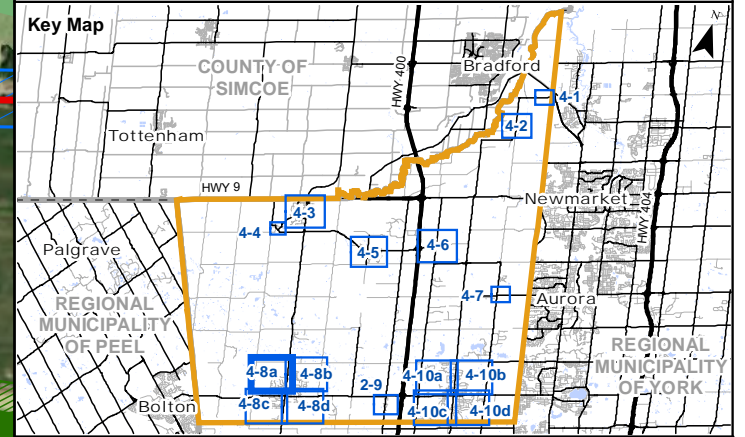 Key Map
N
COUNTY OF
SIMCOE
HWY 400
Bradford
4-1
4-2
Tottenham
HWY 9
4-3
Newmarket
HWY 404
4-4
4-5
4-6
Palgrave
4-7
Aurora
REGIONAL
MUNICIPALITY
OF PEEL
REGIONAL
MUNICIPALITY
OF YORK
4-8a
4-8b
4-10a
4-10b
Bolton
4-8c
4-8d
2-9
4-10c
4-10d